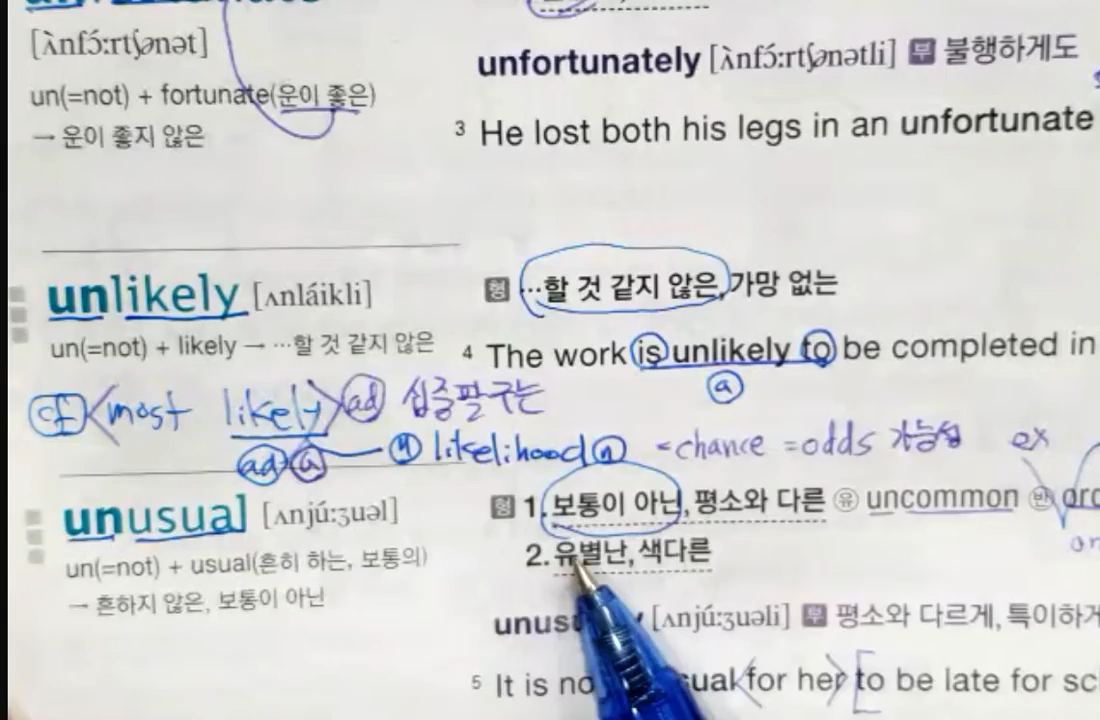 [ʌ̀nfɔ́ːrtʃənət]
un(=not) + fortunate(운이 좋은)
→ 운이 좋지 않은
unfortunately [ʌ̀nfɔ́ːrtʃənətli] 부 불행하게도
3 He lost both his legs in an unfortunate
unlikely [ʌnláikli]
un(=not) + likely → …할 것 같지 않은
형 …할 것 같지 않은, 가망 없는
4 The work is unlikely to be completed in
a
cf <most likely> ad 십중팔구는
ad a
n likelihood n =chance =odds 가능성 ex
unusual [ʌnjúːʒuəl]
un(=not) + usual(흔히 하는, 보통의)
→ 흔하지 않은, 보통이 아닌
형 1. 보통이 아닌, 평소와 다른 유 uncommon 반
2. 유별난, 색다른
[ʌnjúːʒuəli] 부 평소와 다르게, 특이하게
5 It is for her to be late for